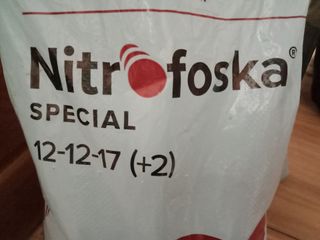 Nitrofoska®
SPECIAL
12-12-17 (+2)